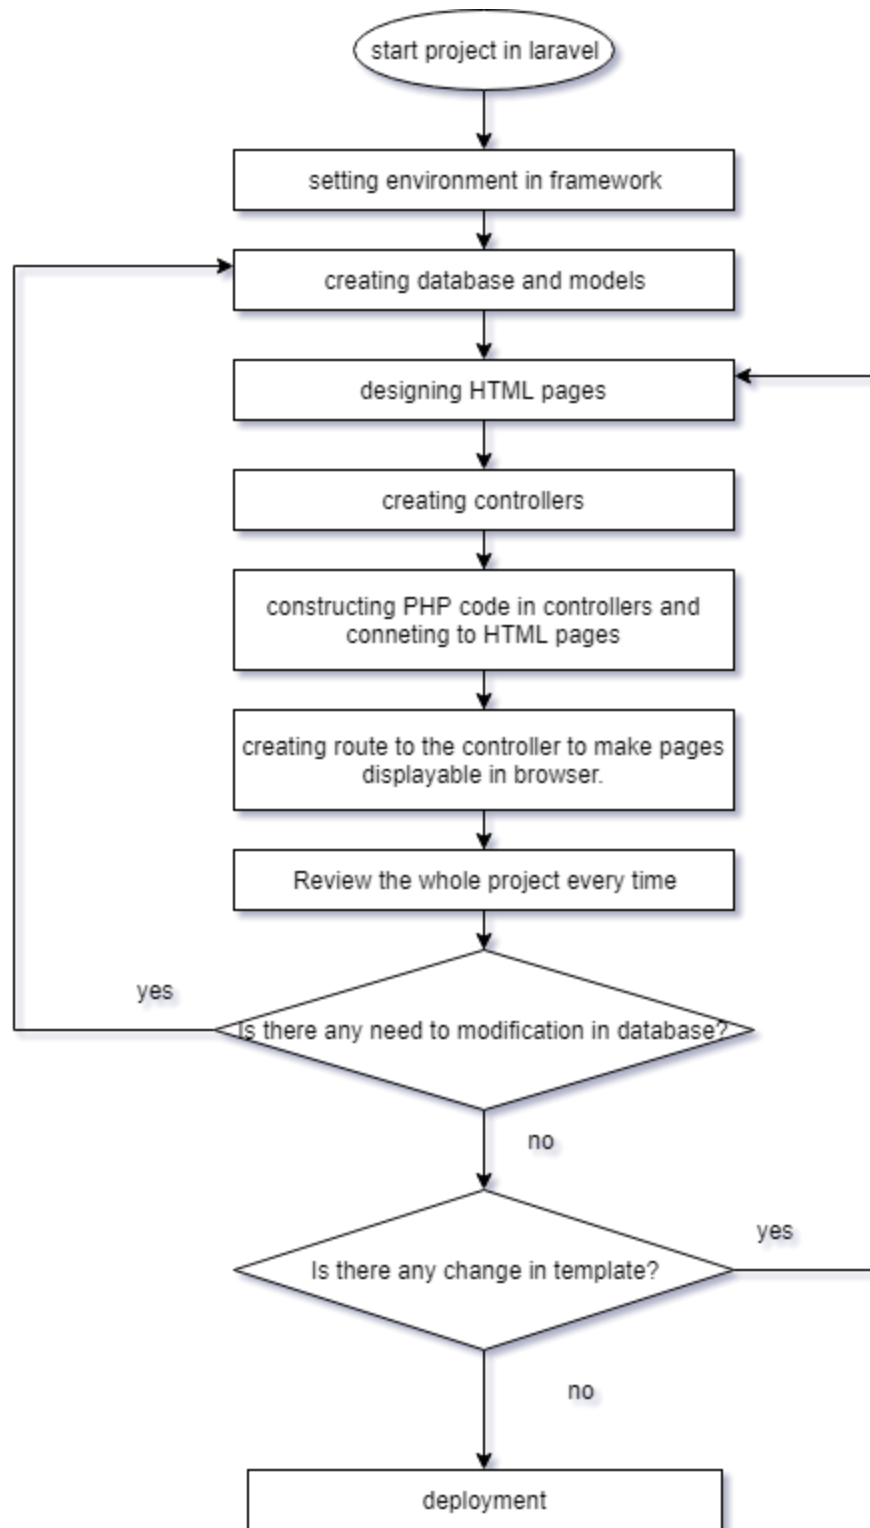 start project in laravel
setting environment in framework
creating database and models
designing HTML pages
creating controllers
constructing PHP code in controllers and
conneting to HTML pages
creating route to the controller to make pages
displayable in browser.
Review the whole project every time
yes
Is there any need to modification in database?
no
yes
Is there any change in template?
no
deployment